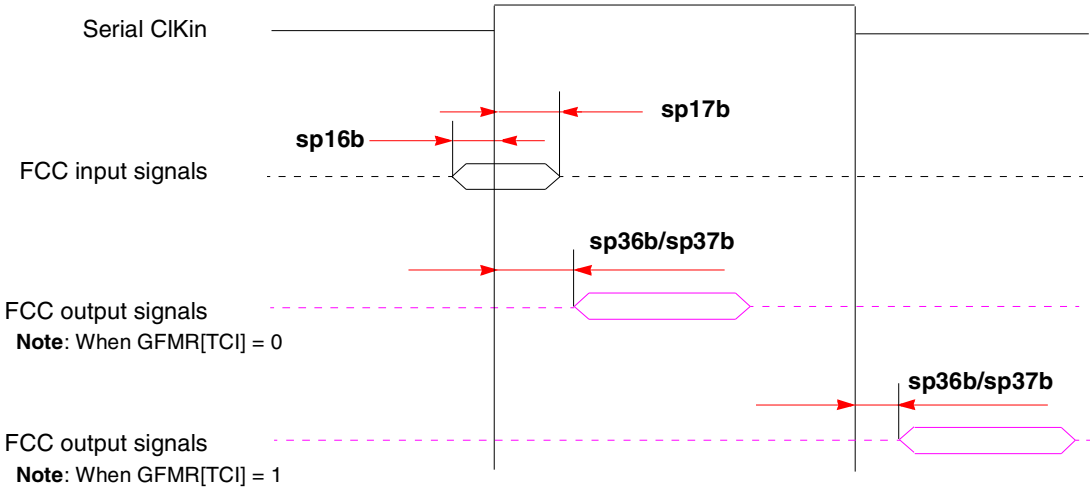 Serial ClKin
sp17b
sp16b
FCC input signals
sp36b/sp37b
FCC output signals
Note: When GFMR[TCI] = 0
sp36b/sp37b
FCC output signals
Note: When GFMR[TCI] = 1